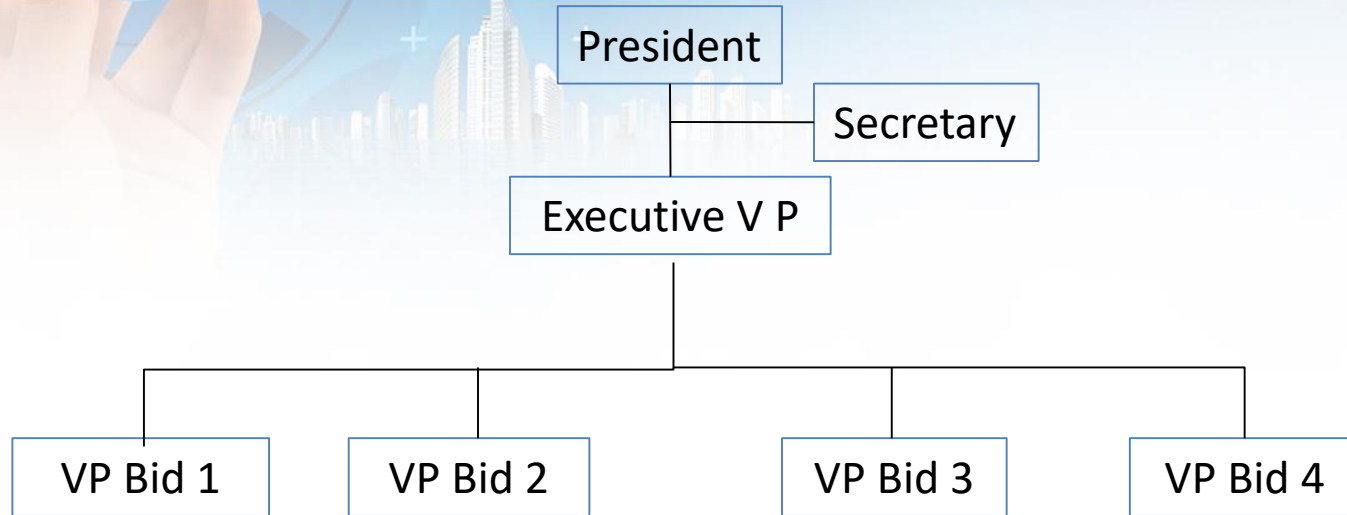 President
Secretary
Executive V P
VP Bid 1
VP Bid 2
VP Bid 3
VP Bid 4